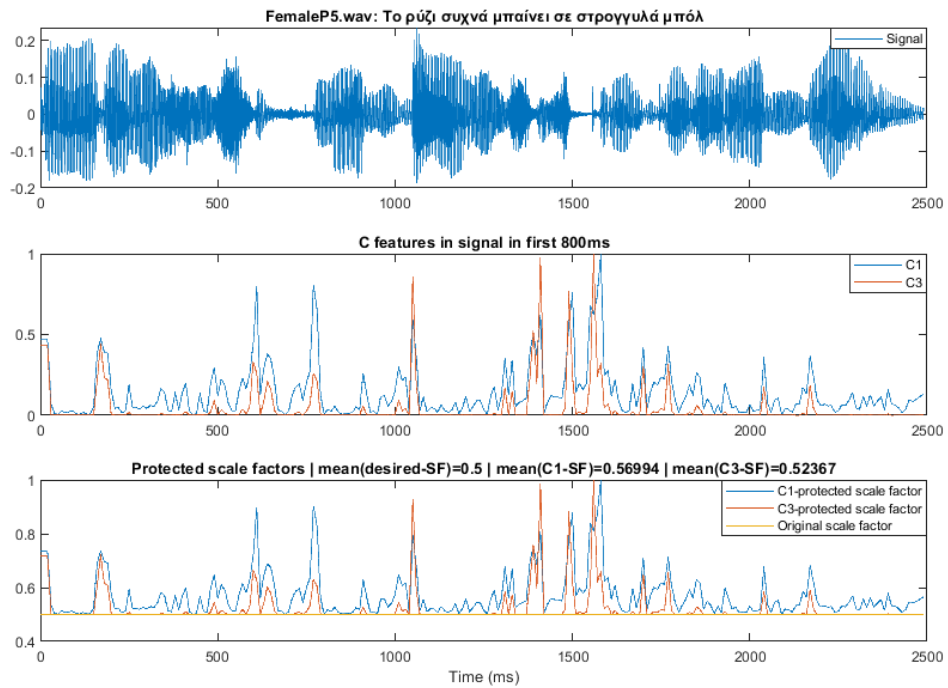 FemaleP5.wav: Το ρύζι συχνά μπαίνει σε στρογγυλά μπόλ
Signal
0.2
0.1
0
-0.1
-0.2
0 500 1000 1500 2000 2500
C features in signal in first 800ms
C1
C3
1
0.5
0
0 500 1000 1500 2000 2500
Protected scale factors | mean(desired-SF)=0.5 | mean(C1-SF)=0.56994 | mean(C3-SF)=0.52367
C1-protected scale factor
C3-protected scale factor
Original scale factor
1
0.8
0.6
0.4
0 500 1000 1500 2000 2500
Time (ms)